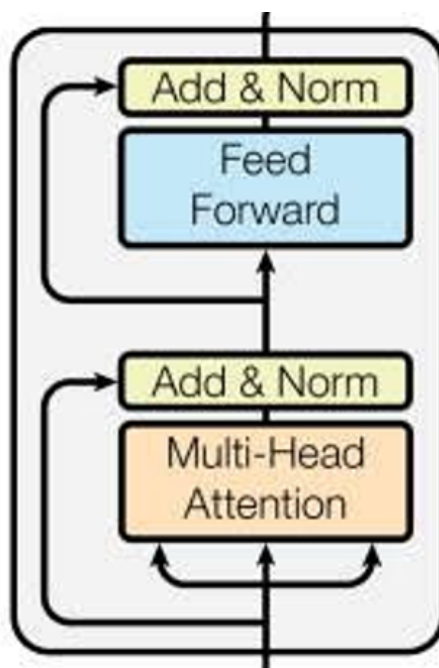 Add & Norm
Feed
Forward
Add & Norm
Multi-Head
Attention